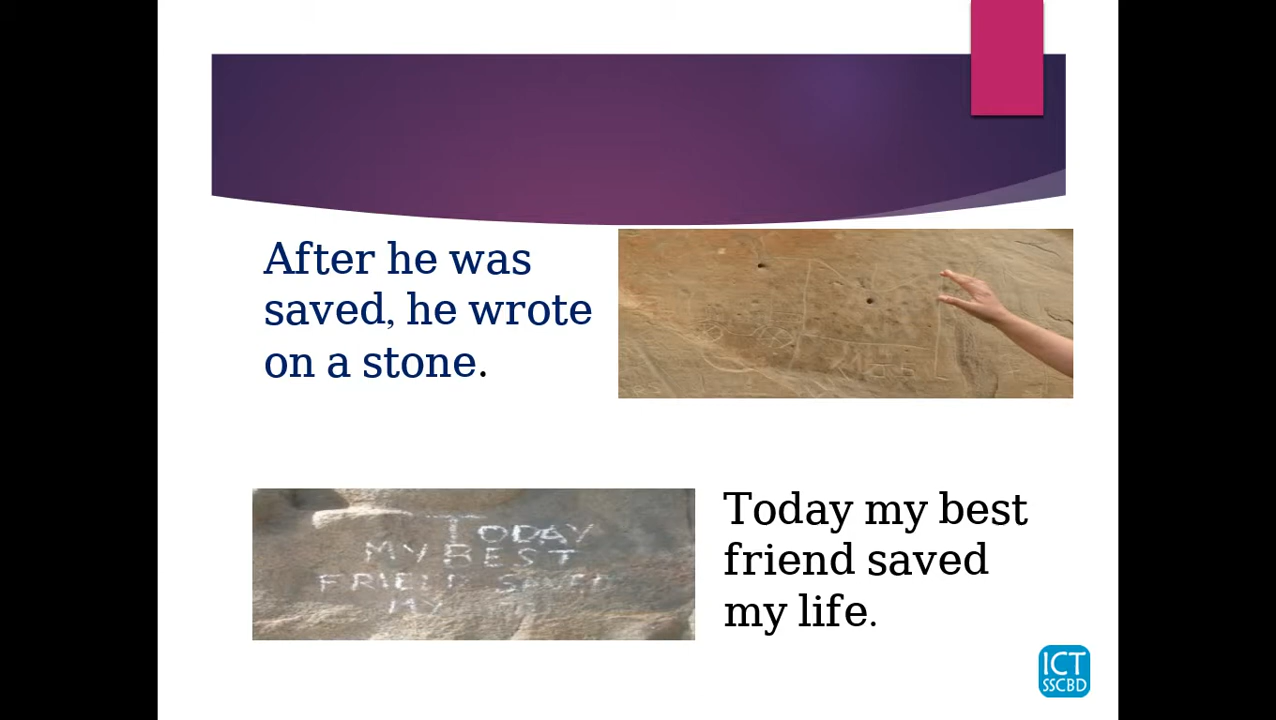 After he was
saved, he wrote
on a stone.
TODAY
MY BEST
Today my best
friend saved
my life.
ICT
SSCBD